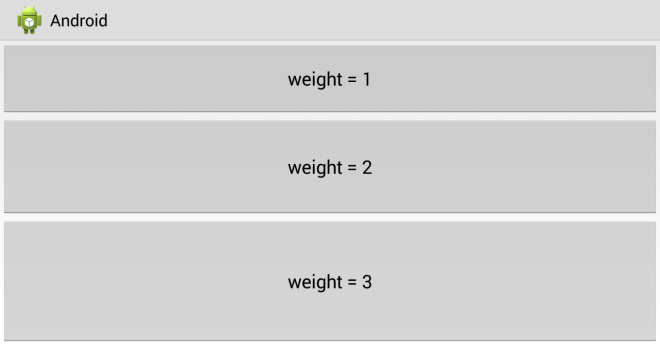 Android
weight = 1
weight = 2
weight = 3